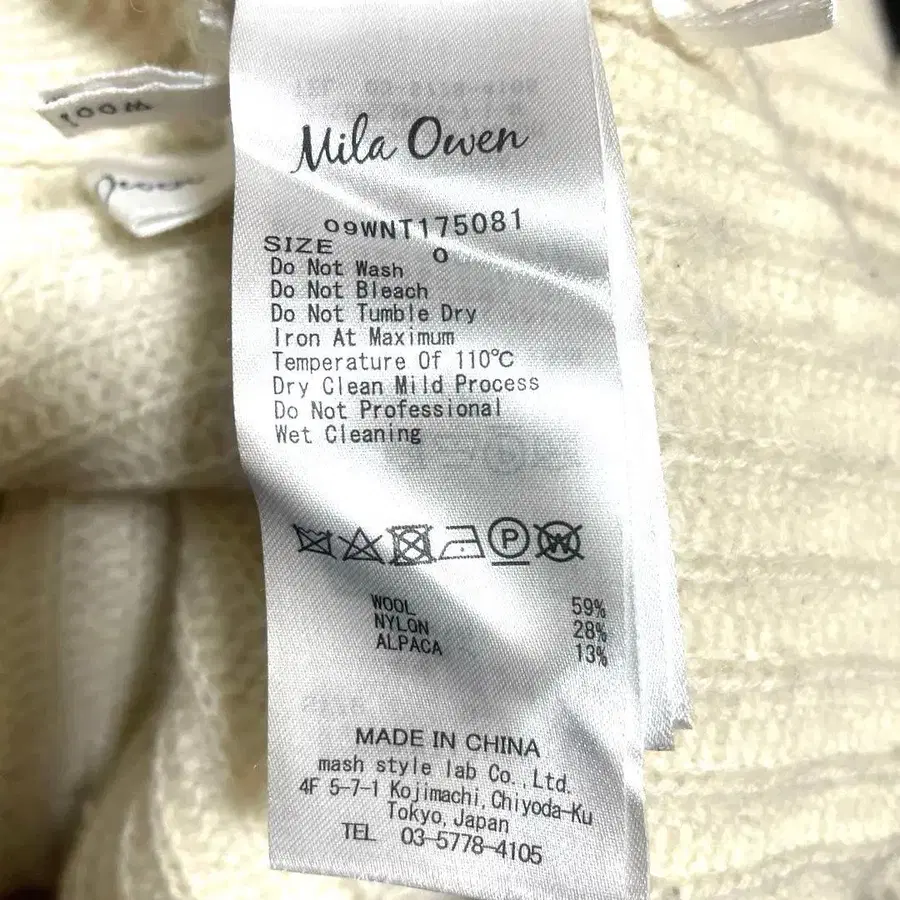 Mila Owen
09WNT175081
SIZE 0
Do Not Wash
Do Not Bleach
Do Not Tumble Dry
Iron At Maximum
Temperature Of 110℃
Dry Clean Mild Process
Do Not Professional
Wet Cleaning
P W
WOOL 59%
NYLON 28%
ALPACA 13%
MADE IN CHINA
mash style lab Co.,Ltd.
4F 5-7-1 Kojimachi,Chiyoda-Ku
Tokyo,Japan
TEL 03-5778-4105